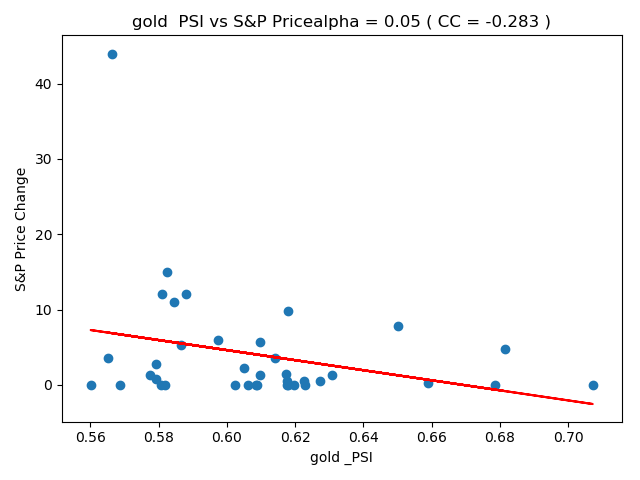 gold  PSI vs S&P Pricealpha = 0.05 ( CC = -0.283 )
40
30
20
10
0
S&P Price Change
0.56 0.58 0.60 0.62 0.64 0.66 0.68 0.70
gold _PSI